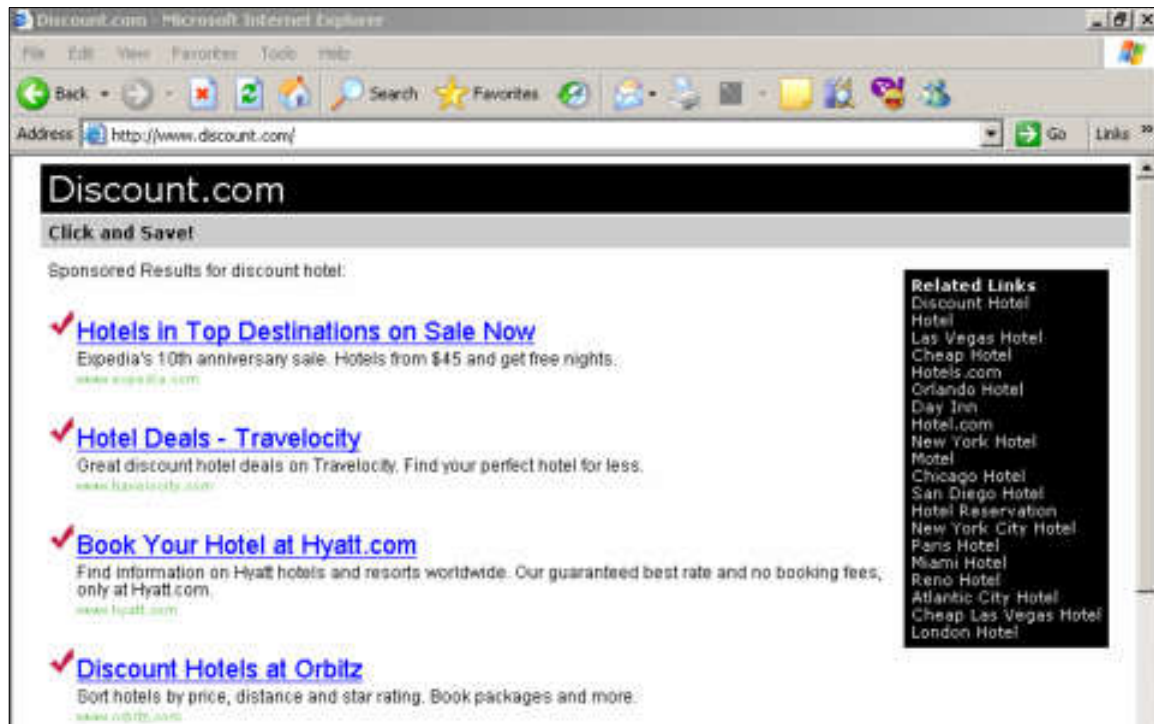 Discount.com - Microsoft Internet Explorer
File Edit View Favorites Tools Help
Back Search Favorites
Address http://www.discount.com/ Go Links »
Discount.com
Click and Save!
Sponsored Results for discount hotel:
Hotels in Top Destinations on Sale Now
Expedia's 10th anniversary sale. Hotels from $45 and get free nights.
www.expedia.com
Hotel Deals - Travelocity
Great discount hotel deals on Travelocity. Find your perfect hotel for less.
www.travelocity.com
Book Your Hotel at Hyatt.com
Find information on Hyatt hotels and resorts worldwide. Our guaranteed best rate and no booking fees,
only at Hyatt.com.
www.hyatt.com
Discount Hotels at Orbitz
Sort hotels by price, distance and star rating. Book packages and more.
www.orbitz.com
Related Links
Discount Hotel
Hotel
Las Vegas Hotel
Cheap Hotel
Hotels.com
Orlando Hotel
Day Inn
Hotel.com
New York Hotel
Motel
Chicago Hotel
San Diego Hotel
Hotel Reservation
New York City Hotel
Paris Hotel
Miami Hotel
Reno Hotel
Atlantic City Hotel
Cheap Las Vegas Hotel
London Hotel